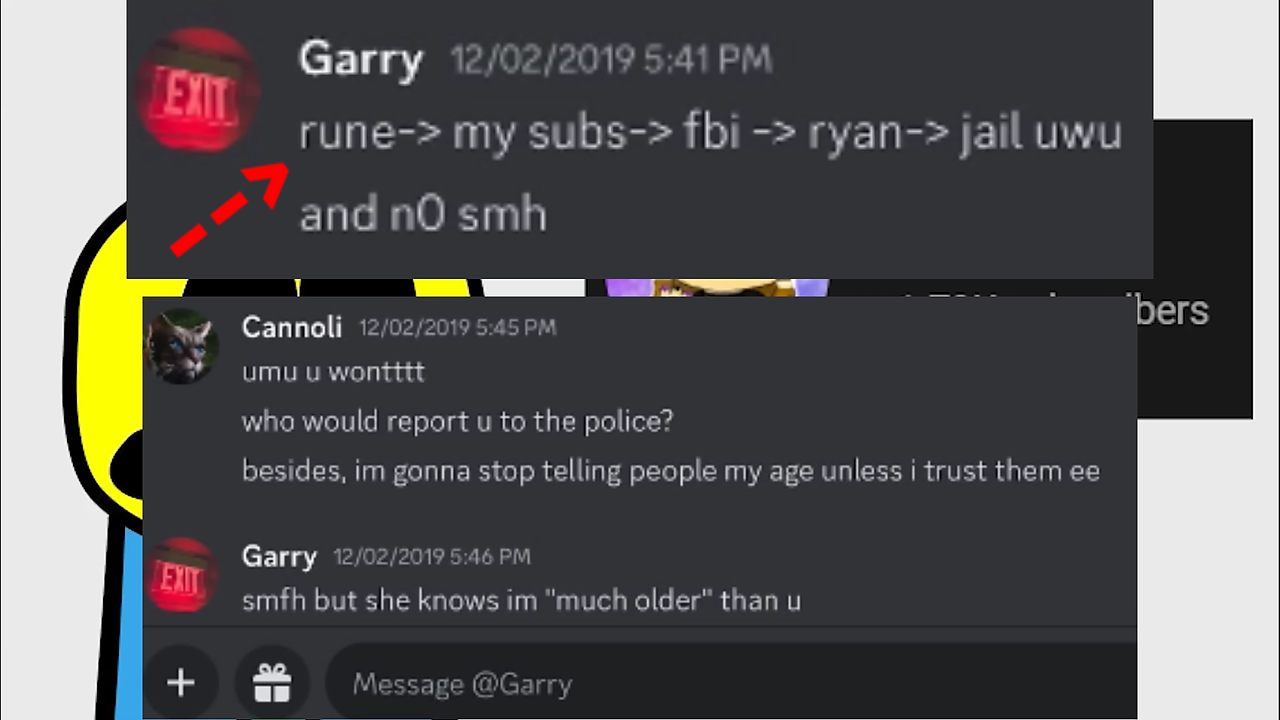 EXIT
Garry 12/02/2019 5:41 PM
rune-> my subs-> fbi -> ryan-> jail uwu
and n0 smh
bers
Cannoli 12/02/2019 5:45 PM
umu u wontttt
who would report u to the police?
besides, im gonna stop telling people my age unless i trust them ee
EXIT
Garry 12/02/2019 5:46 PM
smfh but she knows im "much older" than u
Message @Garry